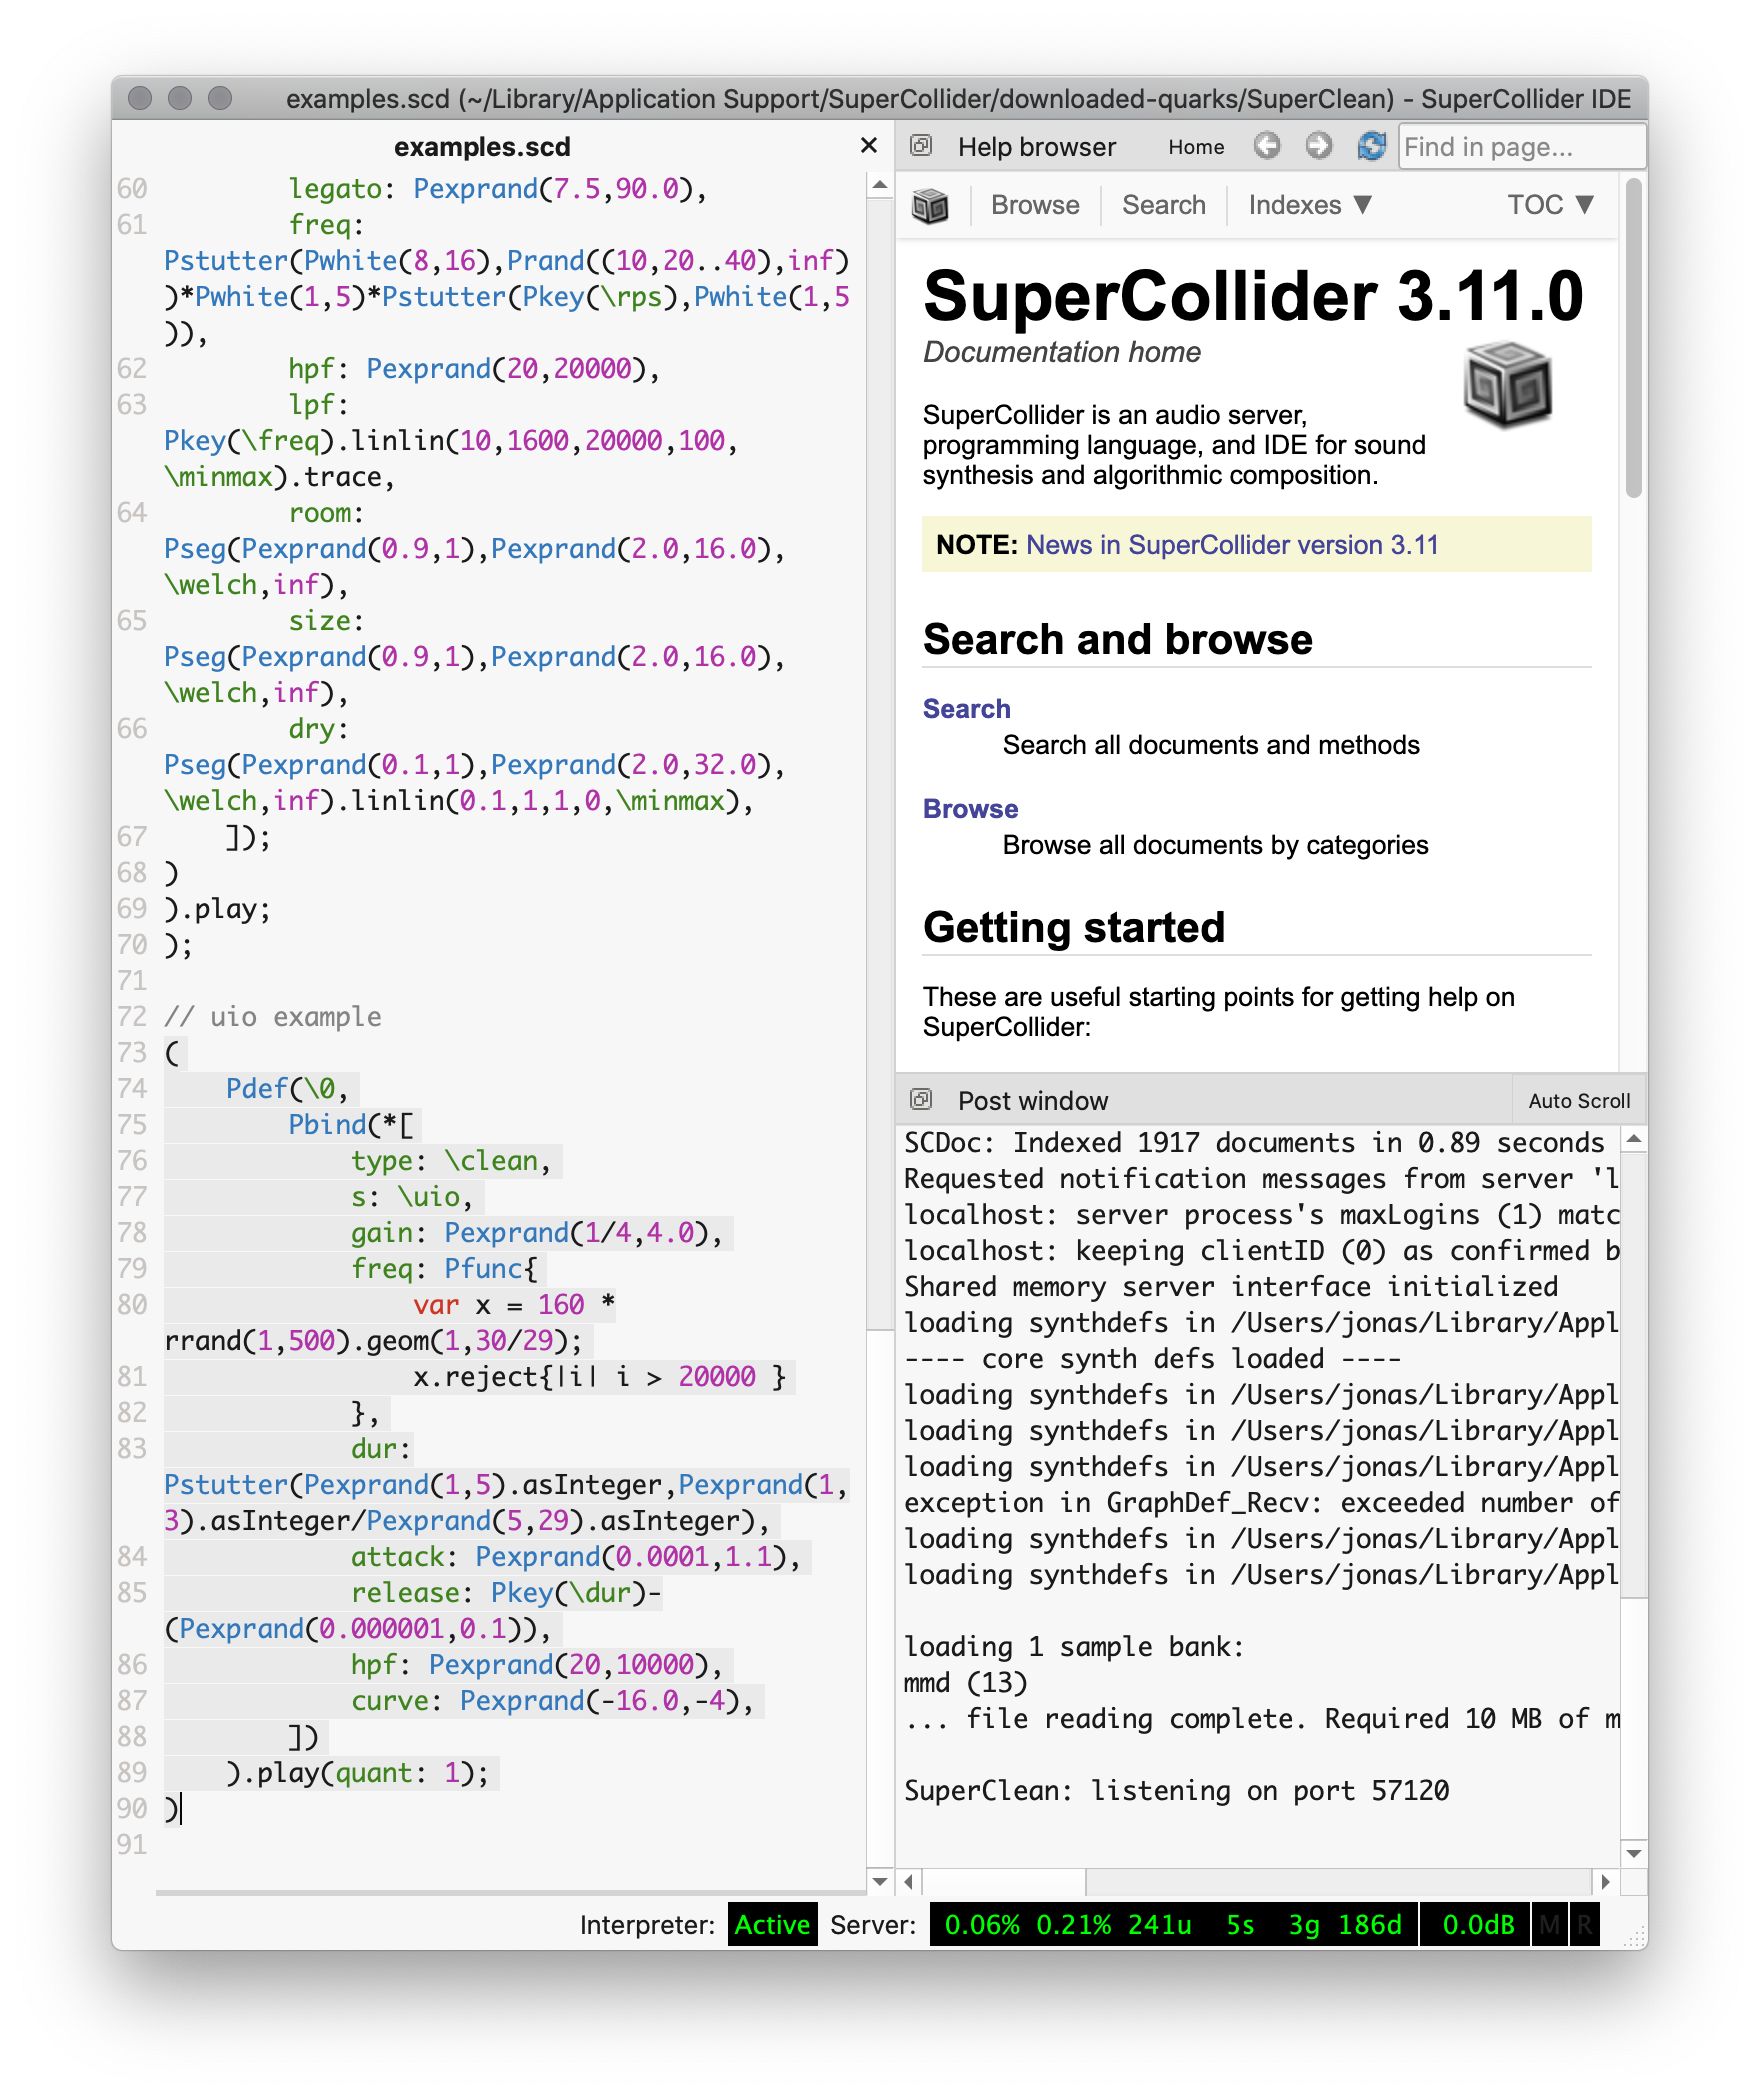 examples.scd (~/Library/Application Support/SuperCollider/downloaded-quarks/SuperClean) - SuperCollider IDE
examples.scd ×
60 legato: Pexprand(7.5,90.0),
61 freq:
Pstutter(Pwhite(8,16),Prand((10,20..40),inf)
)*Pwhite(1,5)*Pstutter(Pkey(\rps),Pwhite(1,5
)),
62 hpf: Pexprand(20,20000),
63 lpf:
Pkey(\freq).linlin(10,1600,20000,100,
\minmax).trace,
64 room:
Pseg(Pexprand(0.9,1),Pexprand(2.0,16.0),
\welch,inf),
65 size:
Pseg(Pexprand(0.9,1),Pexprand(2.0,16.0),
\welch,inf),
66 dry:
Pseg(Pexprand(0.1,1),Pexprand(2.0,32.0),
\welch,inf).linlin(0.1,1,1,0,\minmax),
67 ]);
68 )
69 ).play;
70 );
71
72 // uio example
73 (
74 Pdef(\0,
75 Pbind(*[
76 type: \clean,
77 s: \uio,
78 gain: Pexprand(1/4,4.0),
79 freq: Pfunc{
80 var x = 160 *
rrand(1,500).geom(1,30/29);
81 x.reject{|i| i > 20000 }
82 },
83 dur:
Pstutter(Pexprand(1,5).asInteger,Pexprand(1,
3).asInteger/Pexprand(5,29).asInteger),
84 attack: Pexprand(0.0001,1.1),
85 release: Pkey(\dur)-
(Pexprand(0.000001,0.1)),
86 hpf: Pexprand(20,10000),
87 curve: Pexprand(-16.0,-4),
88 ])
89 ).play(quant: 1);
90 )
91
Help browser Home Find in page...
Browse Search Indexes ▼ TOC ▼
SuperCollider 3.11.0
Documentation home
SuperCollider is an audio server,
programming language, and IDE for sound
synthesis and algorithmic composition.
NOTE: News in SuperCollider version 3.11
Search and browse
Search
Search all documents and methods
Browse
Browse all documents by categories
Getting started
These are useful starting points for getting help on
SuperCollider:
Post window Auto Scroll
SCDoc: Indexed 1917 documents in 0.89 seconds
Requested notification messages from server 'l
localhost: server process's maxLogins (1) matc
localhost: keeping clientID (0) as confirmed b
Shared memory server interface initialized
loading synthdefs in /Users/jonas/Library/Appl
---- core synth defs loaded ----
loading synthdefs in /Users/jonas/Library/Appl
loading synthdefs in /Users/jonas/Library/Appl
loading synthdefs in /Users/jonas/Library/Appl
exception in GraphDef_Recv: exceeded number of
loading synthdefs in /Users/jonas/Library/Appl
loading synthdefs in /Users/jonas/Library/Appl
loading 1 sample bank:
mmd (13)
... file reading complete. Required 10 MB of m
SuperClean: listening on port 57120
Interpreter: Active Server: 0.06% 0.21% 241u 5s 3g 186d 0.0dB M R